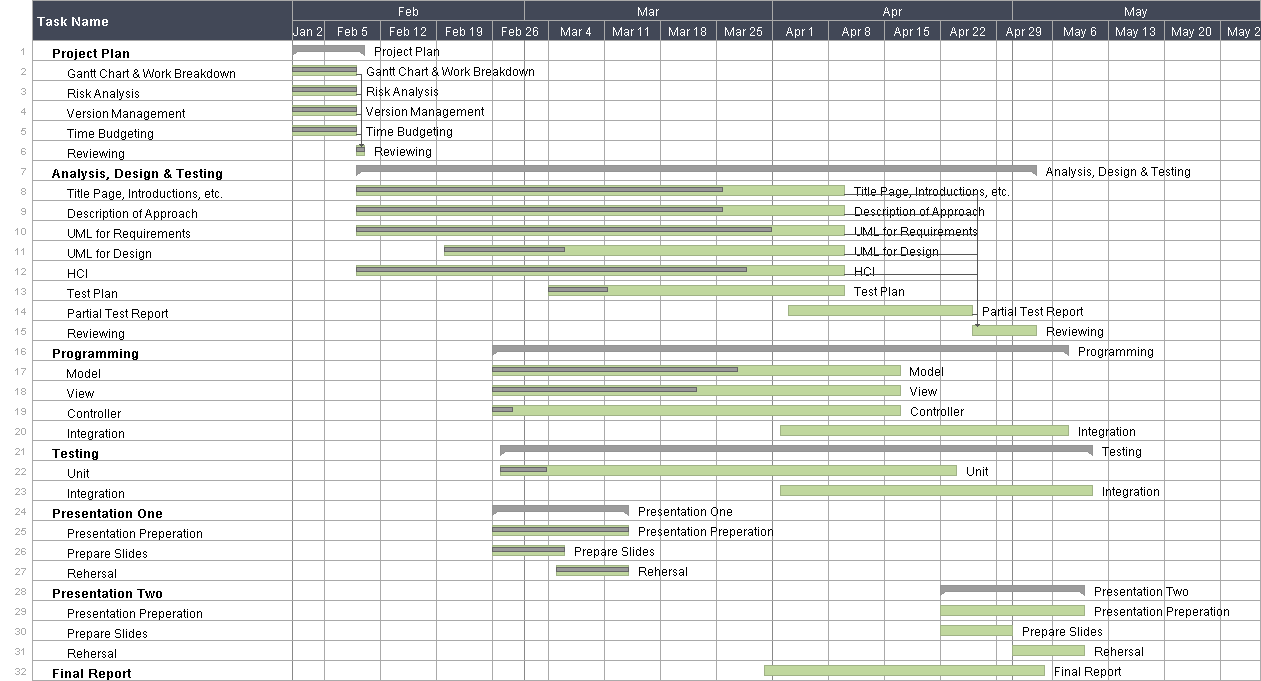 Task Name
Feb Mar Apr May
Jan 2 Feb 5 Feb 12 Feb 19 Feb 26 Mar 4 Mar 11 Mar 18 Mar 25 Apr 1 Apr 8 Apr 15 Apr 22 Apr 29 May 6 May 13 May 20 May 2
1 Project Plan Project Plan
2 Gantt Chart & Work Breakdown Gantt Chart & Work Breakdown
3 Risk Analysis Risk Analysis
4 Version Management Version Management
5 Time Budgeting Time Budgeting
6 Reviewing Reviewing
7 Analysis, Design & Testing Analysis, Design & Testing
8 Title Page, Introductions, etc. Title Page, Introductions, etc.
9 Description of Approach Description of Approach
10 UML for Requirements UML for Requirements
11 UML for Design UML for Design
12 HCI HCI
13 Test Plan Test Plan
14 Partial Test Report Partial Test Report
15 Reviewing Reviewing
16 Programming Programming
17 Model Model
18 View View
19 Controller Controller
20 Integration Integration
21 Testing Testing
22 Unit Unit
23 Integration Integration
24 Presentation One Presentation One
25 Presentation Preperation Presentation Preperation
26 Prepare Slides Prepare Slides
27 Rehersal Rehersal
28 Presentation Two Presentation Two
29 Presentation Preperation Presentation Preperation
30 Prepare Slides Prepare Slides
31 Rehersal Rehersal
32 Final Report Final Report